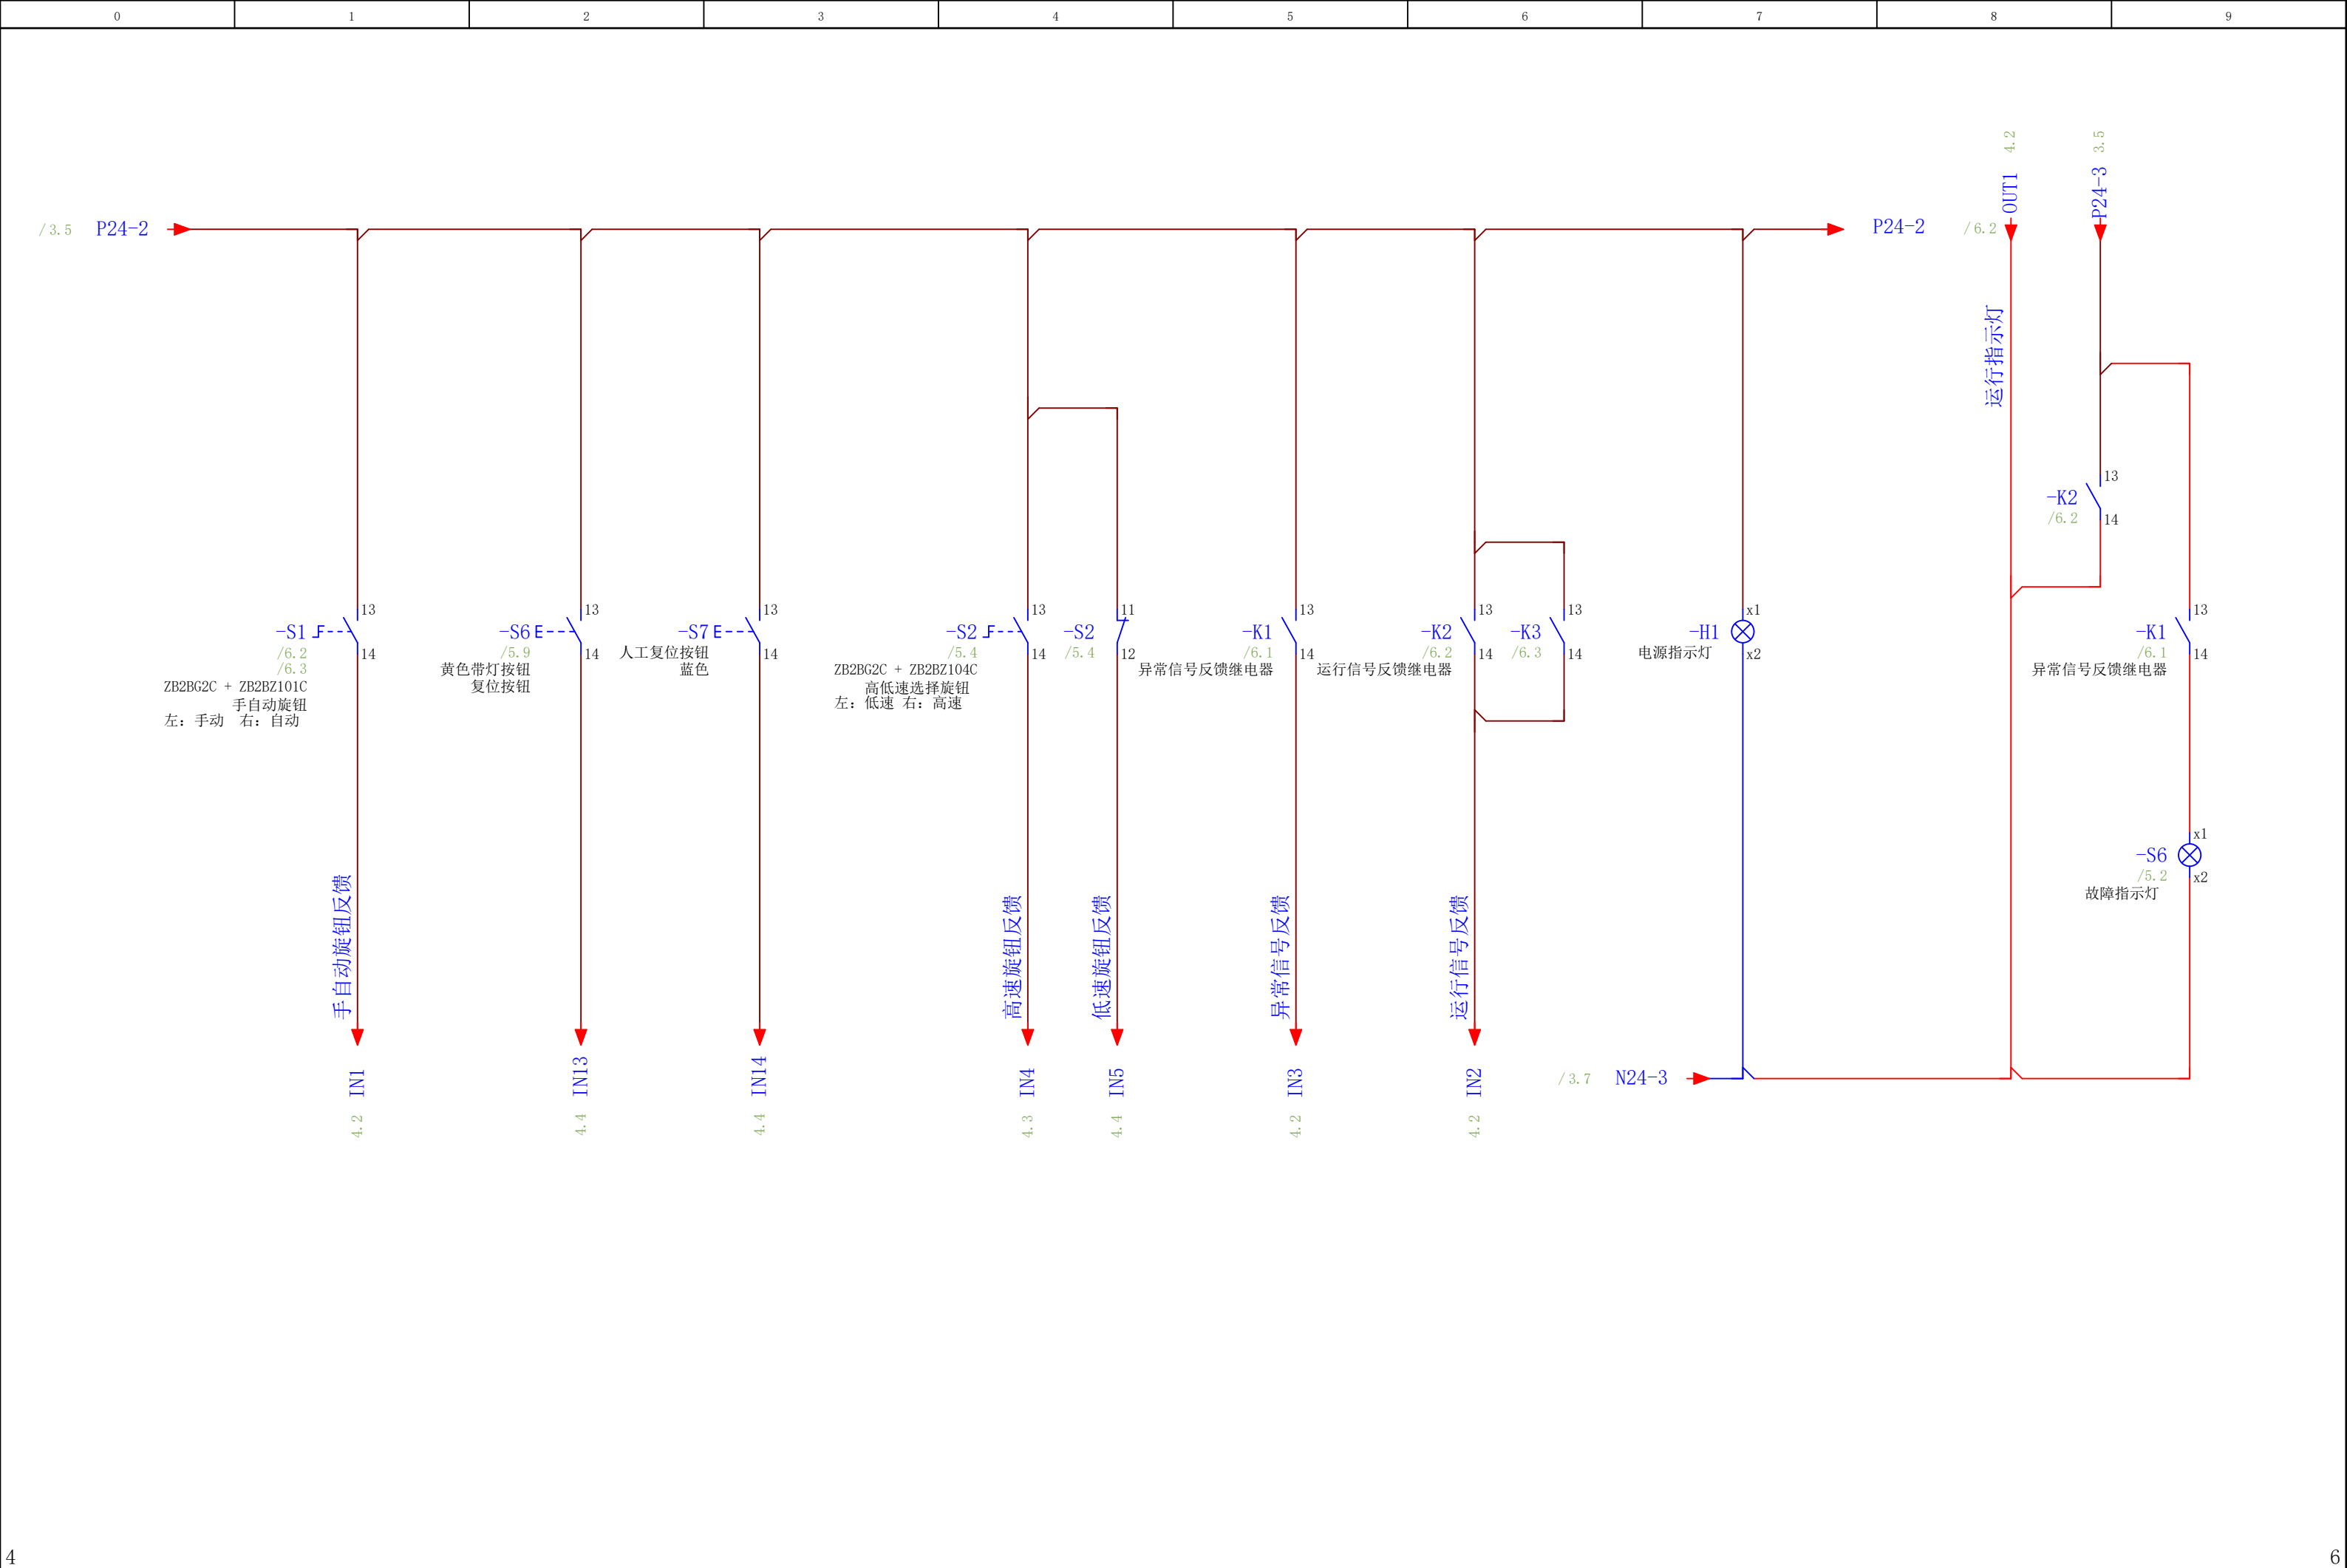 0 1 2 3 4 5 6 7 8 9
OUT1 4.2
P24-3 3.5
/3.5 P24-2
P24-2 /6.2
运行指示灯
13
-K2
/6.2
14
13
-S1
14
/6.2
/6.3
ZB2BG2C + ZB2BZ101C
手自动旋钮
左: 手动 右: 自动
13
-S6
14
/5.9
黄色带灯按钮
复位按钮
13
-S7
14
人工复位按钮
蓝色
13
-S2
14
/5.4
ZB2BG2C + ZB2BZ104C
高低速选择旋钮
左: 低速 右: 高速
11
-S2
12
/5.4
13
-K1
14
/6.1
异常信号反馈继电器
13
-K2
14
/6.2
运行信号反馈继电器
13
-K3
14
/6.3
x1
-H1
x2
电源指示灯
13
-K1
14
/6.1
异常信号反馈继电器
x1
-S6
x2
/5.2
故障指示灯
手自动旋钮反馈
高速旋钮反馈
低速旋钮反馈
异常信号反馈
运行信号反馈
4.2 IN1
4.4 IN13
4.4 IN14
4.3 IN4
4.4 IN5
4.2 IN3
4.2 IN2
/3.7 N24-3
4
6